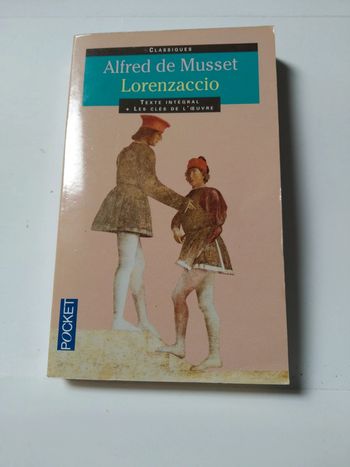 CLASSIQUES
Alfred de Musset
Lorenzaccio
TEXTE INTÉGRAL
+ LES CLÉS DE L'ŒUVRE
POCKET